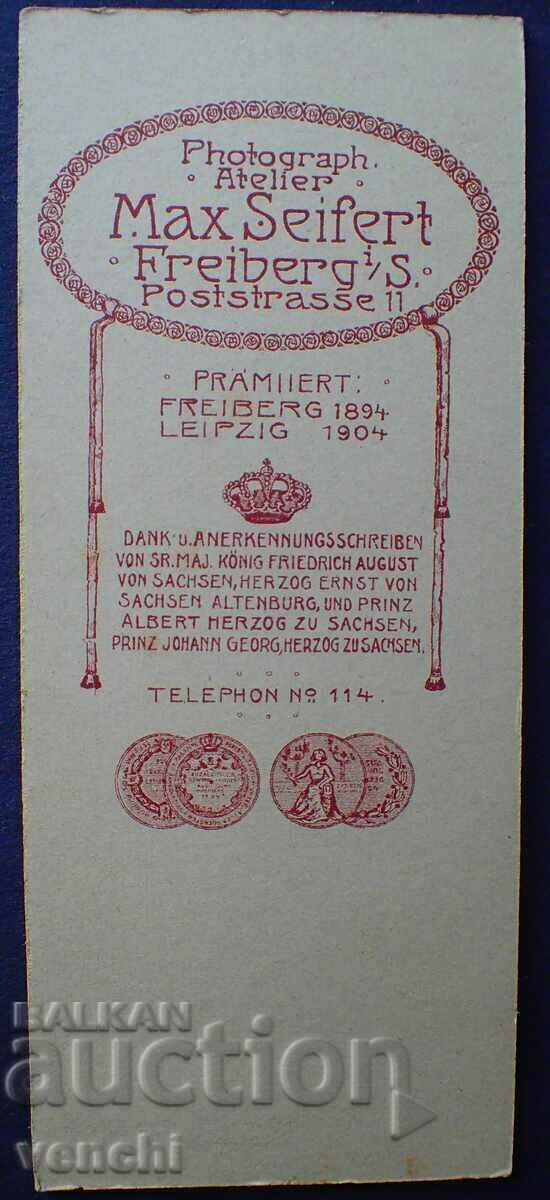 Photograph.
Atelier
Max Seifert
Freiberg i/S.
Poststrasse 11
PRÄMIIERT:
FREIBERG 1894
LEIPZIG 1904
DANK- u. ANERKENNUNGSSCHREIBEN
VON SR. MAJ. KÖNIG FRIEDRICH AUGUST
VON SACHSEN, HERZOG ERNST VON
SACHSEN ALTENBURG, UND PRINZ
ALBERT HERZOG ZU SACHSEN,
PRINZ JOHANN GEORG, HERZOG ZU SACHSEN.
TELEPHON No 114.
BALKAN
auction
venchi